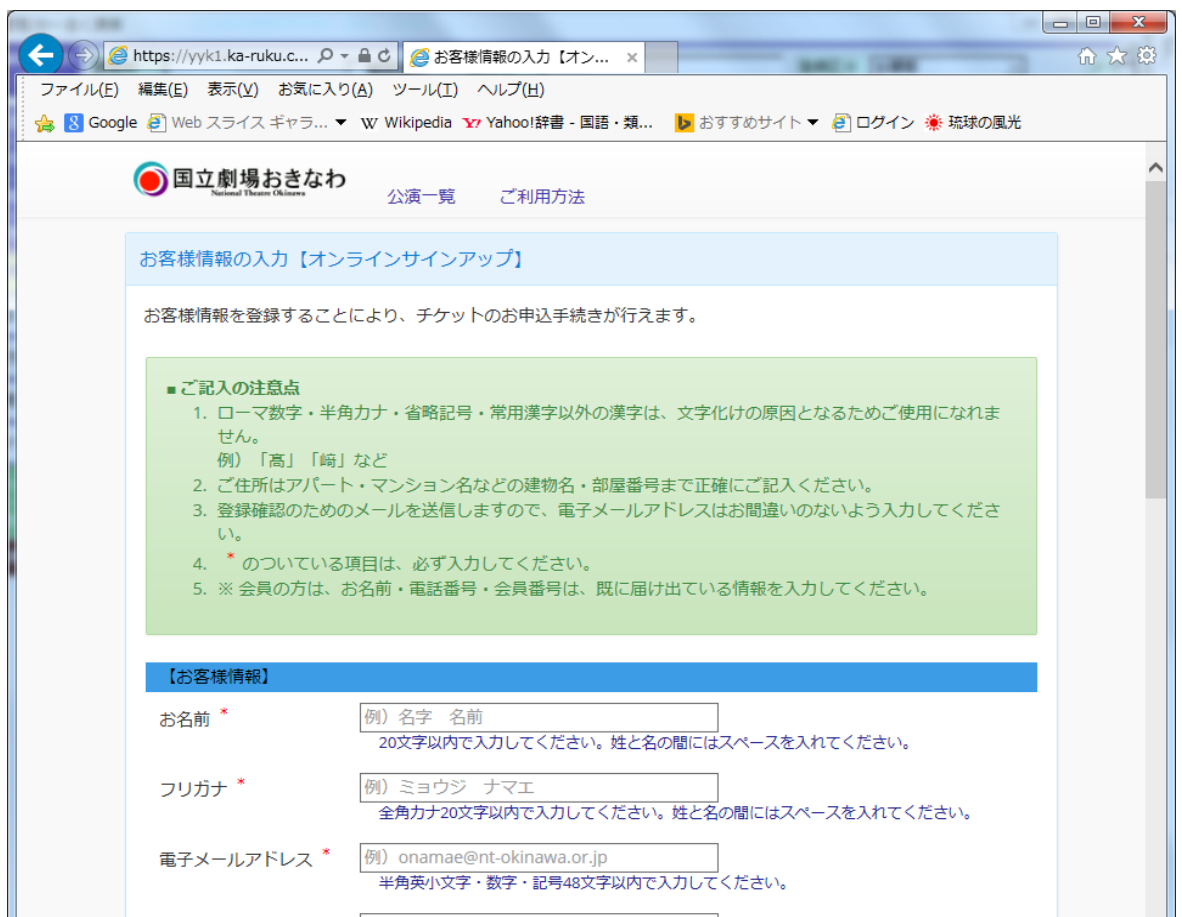 https://yyk1.ka-ruku.c...
お客様情報の入力【オン...
ファイル(F) 編集(E) 表示(V) お気に入り(A) ツール(T) ヘルプ(H)
Google Web スライス ギャラ... W Wikipedia Yahoo!辞書 - 国語・類... おすすめサイト ログイン 琉球の風光
国立劇場おきなわ
National Theatre Okinawa
公演一覧 ご利用方法
お客様情報の入力【オンラインサインアップ】
お客様情報を登録することにより、チケットのお申込手続きが行えます。
■ ご記入の注意点
1. ローマ数字・半角カナ・省略記号・常用漢字以外の漢字は、文字化けの原因となるためご使用になれま
せん。
例）「髙」「﨑」など
2. ご住所はアパート・マンション名などの建物名・部屋番号まで正確にご記入ください。
3. 登録確認のためのメールを送信しますので、電子メールアドレスはお間違いのないよう入力してくださ
い。
4. * のついている項目は、必ず入力してください。
5. ※ 会員の方は、お名前・電話番号・会員番号は、既に届け出ている情報を入力してください。
【お客様情報】
お名前 * 例）名字　名前
20文字以内で入力してください。姓と名の間にはスペースを入れてください。
フリガナ * 例）ミョウジ　ナマエ
全角カナ20文字以内で入力してください。姓と名の間にはスペースを入れてください。
電子メールアドレス * 例）onamae@nt-okinawa.or.jp
半角英小文字・数字・記号48文字以内で入力してください。